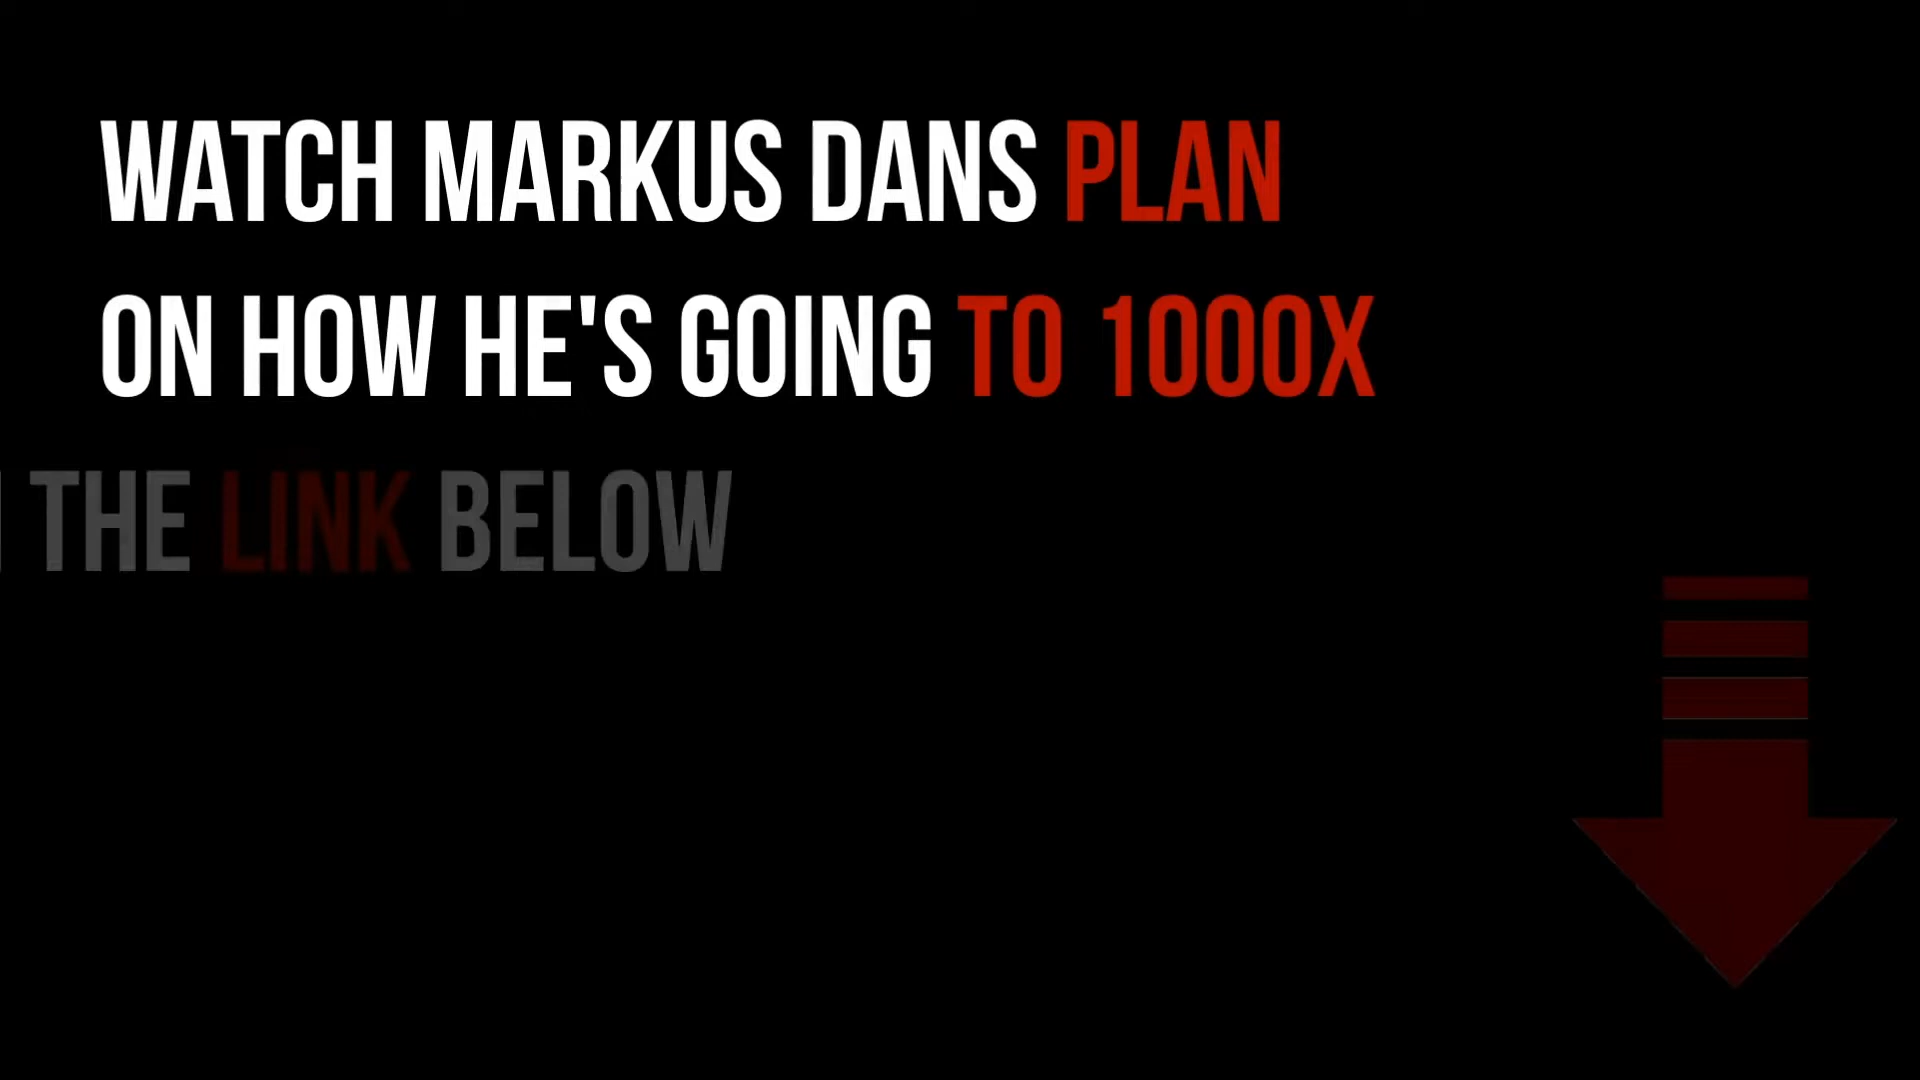 WATCH MARKUS DANS PLAN
ON HOW HE'S GOING TO 1000X
THE LINK BELOW